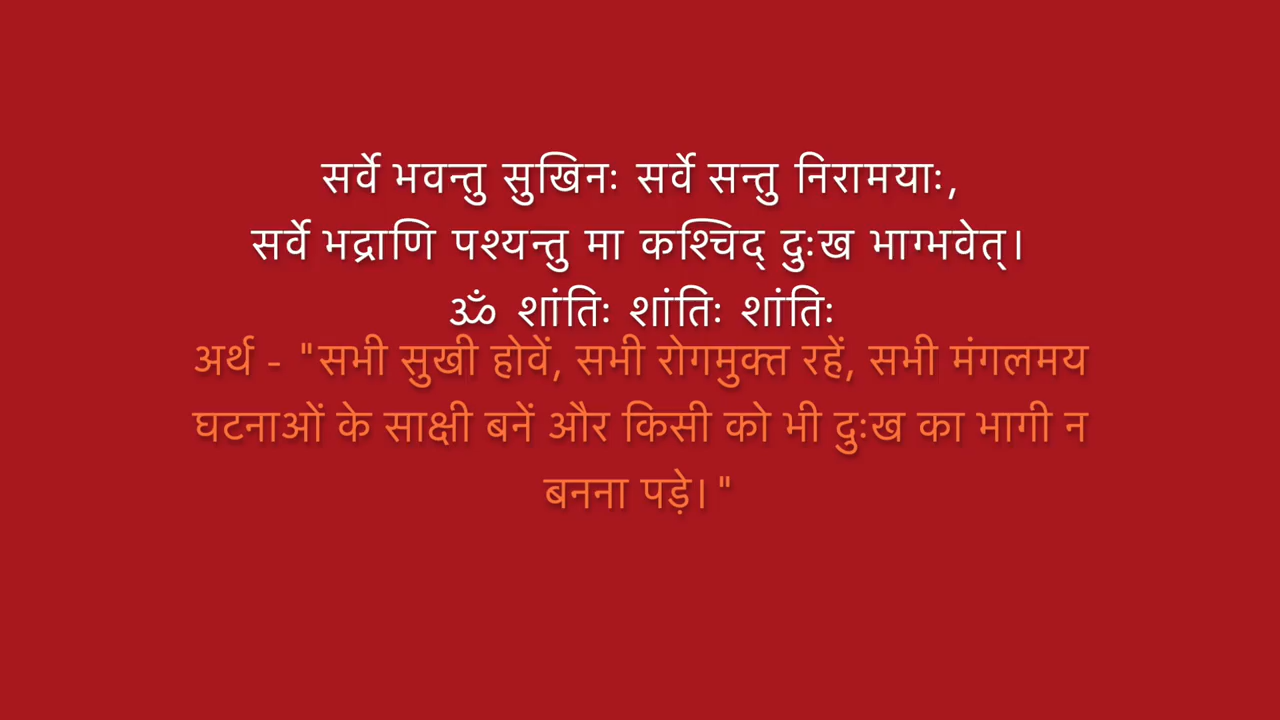 सर्वे भवन्तु सुखिनः सर्वे सन्तु निरामयाः,
सर्वे भद्राणि पश्यन्तु मा कश्चिद् दुःख भाग्भवेत्।
ॐ शांतिः शांतिः शांतिः
अर्थ - "सभी सुखी होवें, सभी रोगमुक्त रहें, सभी मंगलमय
घटनाओं के साक्षी बनें और किसी को भी दुःख का भागी न
बनना पड़े। "